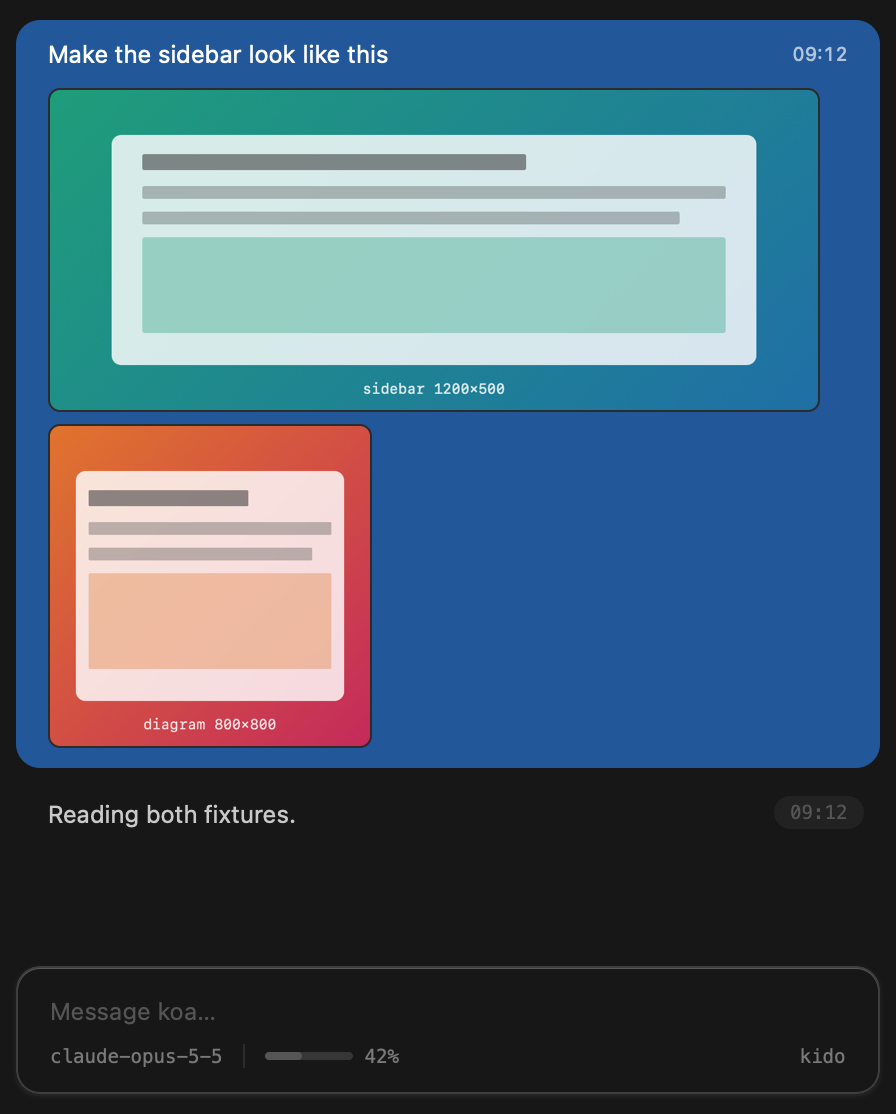 Make the sidebar look like this
09:12
sidebar 1200×500
diagram 800×800
Reading both fixtures.
09:12
Message koa…
claude-opus-5-5
42%
kido